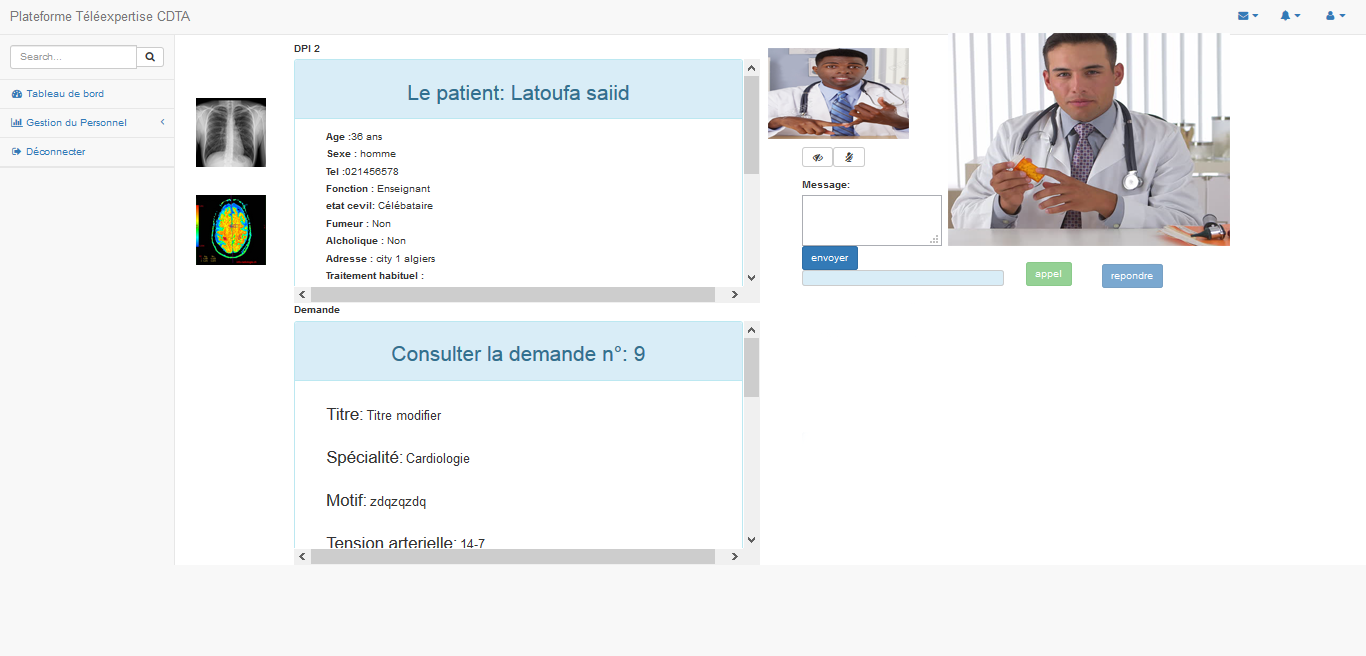 Plateforme Téléexpertise CDTA
Search...
Tableau de bord
Gestion du Personnel
Déconnecter
DPI 2
Le patient: Latoufa saiid
Age :36 ans
Sexe : homme
Tel :021456578
Fonction : Enseignant
etat cevil: Célébataire
Fumeur : Non
Alcholique : Non
Adresse : city 1 algiers
Traitement habituel :
Demande
Consulter la demande n°: 9
Titre: Titre modifier
Spécialité: Cardiologie
Motif: zdqzqzdq
Tension arterielle: 14-7
Message:
envoyer
appel
repondre